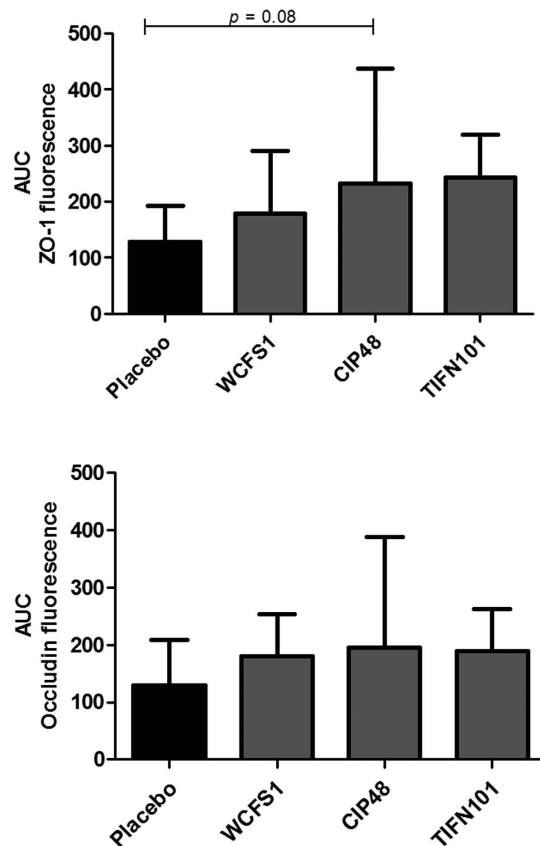 p = 0.08
500
400
300
200
100
0
AUC
ZO-1 fluorescence
Placebo
WCFS1
CIP48
TIFN101
500
400
300
200
100
0
AUC
Occludin fluorescence
Placebo
WCFS1
CIP48
TIFN101